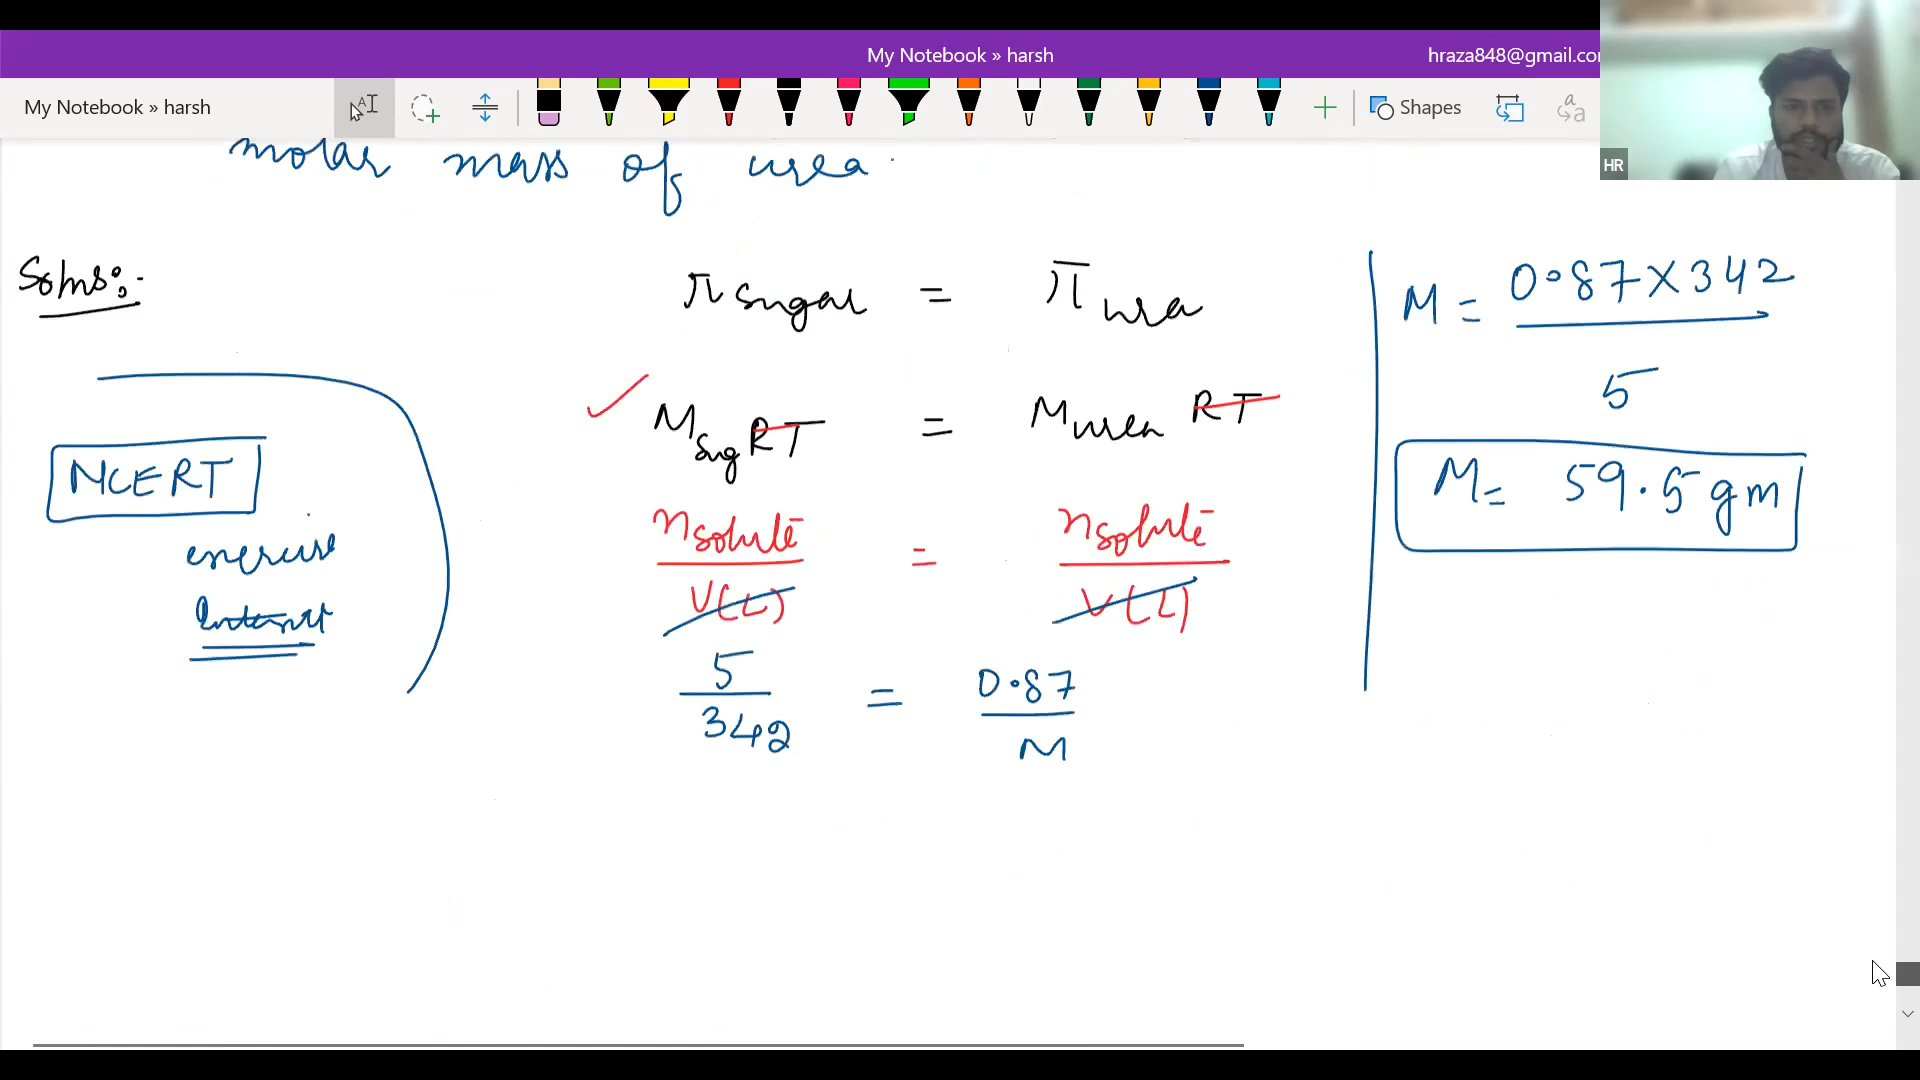 My Notebook » harsh
hraza848@gmail.co
My Notebook » harsh
Shapes
HR
molar mass of urea.
Solns:-
π sugar = π urea
M sug RT = M urea RT
n solute / V(L) = n solute / V(L)
5 / 342 = 0.87 / M
NCERT
exercise
Intext
M = 0.87 X 342 / 5
M = 59.5 gm